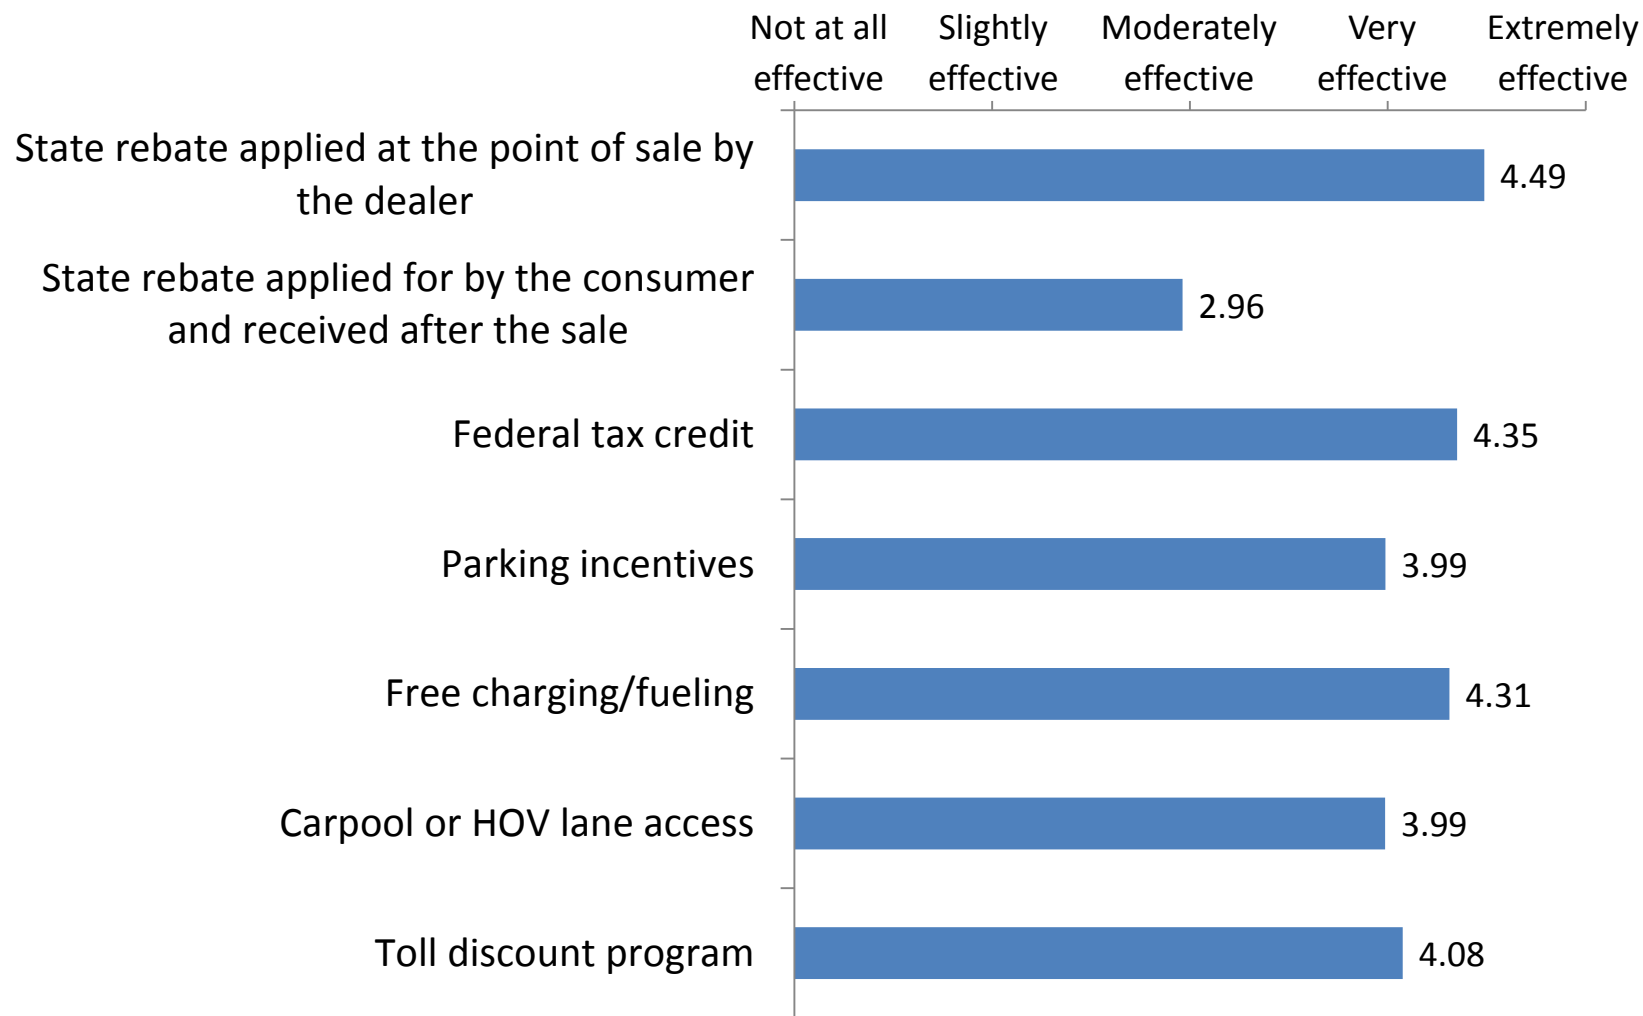 Not at all Slightly Moderately Very Extremely
effective effective effective effective effective
State rebate applied at the point of sale by
the dealer
4.49
State rebate applied for by the consumer
and received after the sale
2.96
Federal tax credit 4.35
Parking incentives 3.99
Free charging/fueling 4.31
Carpool or HOV lane access 3.99
Toll discount program 4.08